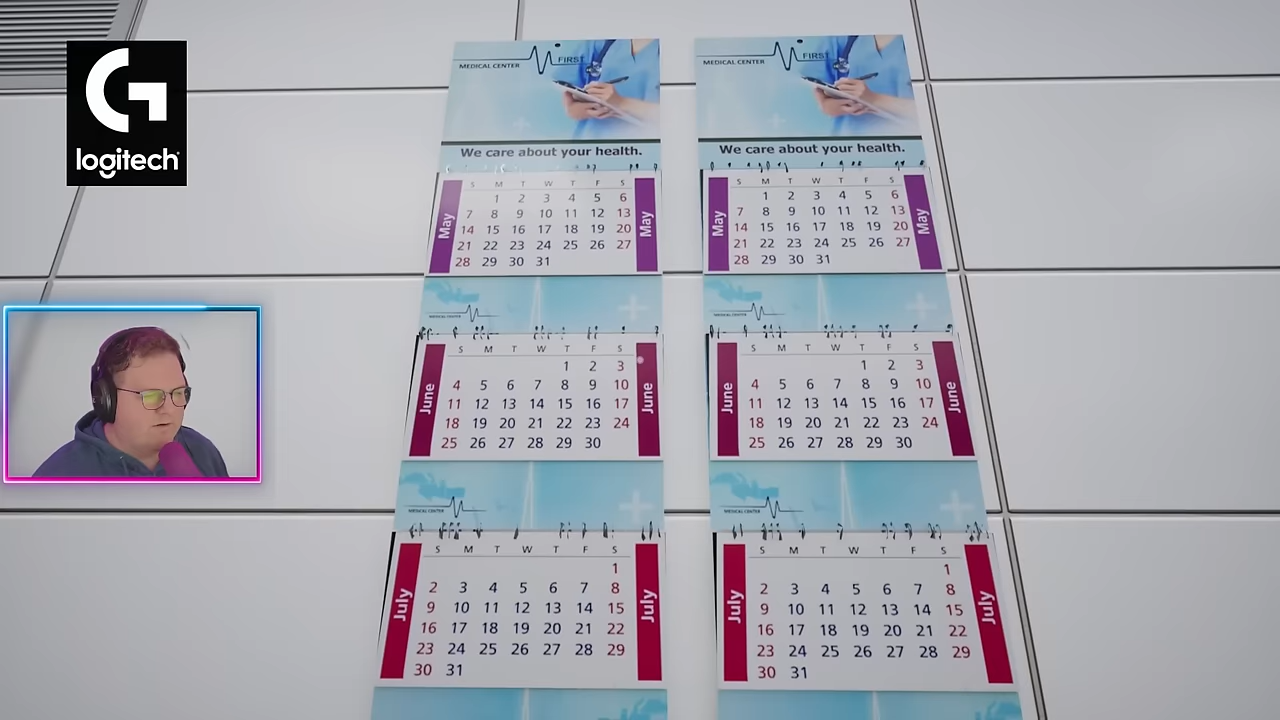 logitech
MEDICAL CENTER FIRST
We care about your health.
May May
S M T W T F S
1 2 3 4 5 6
7 8 9 10 11 12 13
14 15 16 17 18 19 20
21 22 23 24 25 26 27
28 29 30 31
MEDICAL CENTER
June June
S M T W T F S
1 2 3
4 5 6 7 8 9 10
11 12 13 14 15 16 17
18 19 20 21 22 23 24
25 26 27 28 29 30
MEDICAL CENTER
July July
S M T W T F S
1
2 3 4 5 6 7 8
9 10 11 12 13 14 15
16 17 18 19 20 21 22
23 24 25 26 27 28 29
30 31
MEDICAL CENTER FIRST
We care about your health.
May May
S M T W T F S
1 2 3 4 5 6
7 8 9 10 11 12 13
14 15 16 17 18 19 20
21 22 23 24 25 26 27
28 29 30 31
MEDICAL CENTER
June June
S M T W T F S
1 2 3
4 5 6 7 8 9 10
11 12 13 14 15 16 17
18 19 20 21 22 23 24
25 26 27 28 29 30
MEDICAL CENTER
July July
S M T W T F S
1
2 3 4 5 6 7 8
9 10 11 12 13 14 15
16 17 18 19 20 21 22
23 24 25 26 27 28 29
30 31